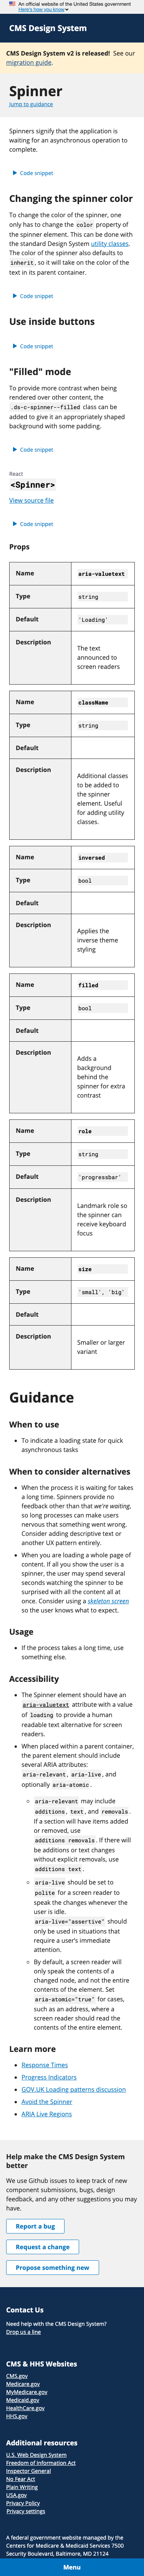 An official website of the United States government
Here's how you know
CMS Design System
CMS Design System v2 is released! See our
migration guide.
Spinner
Jump to guidance
Spinners signify that the application is
waiting for an asynchronous operation to
complete.
Code snippet
Changing the spinner color
To change the color of the spinner, one
only has to change the color property of
the spinner element. This can be done with
the standard Design System utility classes.
The color of the spinner also defaults to
inherit, so it will take on the color of the
text in its parent container.
Code snippet
Use inside buttons
Code snippet
"Filled" mode
To provide more contrast when being
rendered over other content, the
.ds-c-spinner--filled class can be
added to give it an appropriately shaped
background with some padding.
Code snippet
React
<Spinner>
View source file
Code snippet
Props
Name aria-valuetext
Type string
Default 'Loading'
Description
The text
announced to
screen readers
Name className
Type string
Default
Description
Additional classes
to be added to
the spinner
element. Useful
for adding utility
classes.
Name inversed
Type bool
Default
Description
Applies the
inverse theme
styling
Name filled
Type bool
Default
Description
Adds a
background
behind the
spinner for extra
contrast
Name role
Type string
Default 'progressbar'
Description
Landmark role so
the spinner can
receive keyboard
focus
Name size
Type 'small', 'big'
Default
Description
Smaller or larger
variant
Guidance
When to use
To indicate a loading state for quick
asynchronous tasks
When to consider alternatives
When the process it is waiting for takes
a long time. Spinners provide no
feedback other than that we're waiting,
so long processes can make users
nervous that something went wrong.
Consider adding descriptive text or
another UX pattern entirely.
When you are loading a whole page of
content. If all you show the user is a
spinner, the user may spend several
seconds watching the spinner to be
surprised with all the content all at
once. Consider using a skeleton screen
so the user knows what to expect.
Usage
If the process takes a long time, use
something else.
Accessibility
The Spinner element should have an
aria-valuetext attribute with a value
of loading to provide a human
readable text alternative for screen
readers.
When placed within a parent container,
the parent element should include
several ARIA attributes:
aria-relevant, aria-live, and
optionally aria-atomic.
aria-relevant may include
additions, text, and removals.
If a section will have items added
or removed, use
additions removals. If there will
be additions or text changes
without explicit removals, use
additions text.
aria-live should be set to
polite for a screen reader to
speak the changes whenever the
user is idle.
aria-live="assertive" should
only be used in situations that
require a user's immediate
attention.
By default, a screen reader will
speak the contents of a
changed node, and not the entire
contents of the element. Set
aria-atomic="true" for cases,
such as an address, where a
screen reader should read the
contents of the entire element.
Learn more
Response Times
Progress Indicators
GOV.UK Loading patterns discussion
Avoid the Spinner
ARIA Live Regions
Help make the CMS Design System
better
We use Github issues to keep track of new
component submissions, bugs, design
feedback, and any other suggestions you may
have.
Report a bug
Request a change
Propose something new
Contact Us
Need help with the CMS Design System?
Drop us a line
CMS & HHS Websites
CMS.gov
Medicare.gov
MyMedicare.gov
Medicaid.gov
HealthCare.gov
HHS.gov
Additional resources
U.S. Web Design System
Freedom of Information Act
Inspector General
No Fear Act
Plain Writing
USA.gov
Privacy Policy
Privacy settings
A federal government website managed by the
Centers for Medicare & Medicaid Services 7500
Security Boulevard, Baltimore, MD 21124
Menu